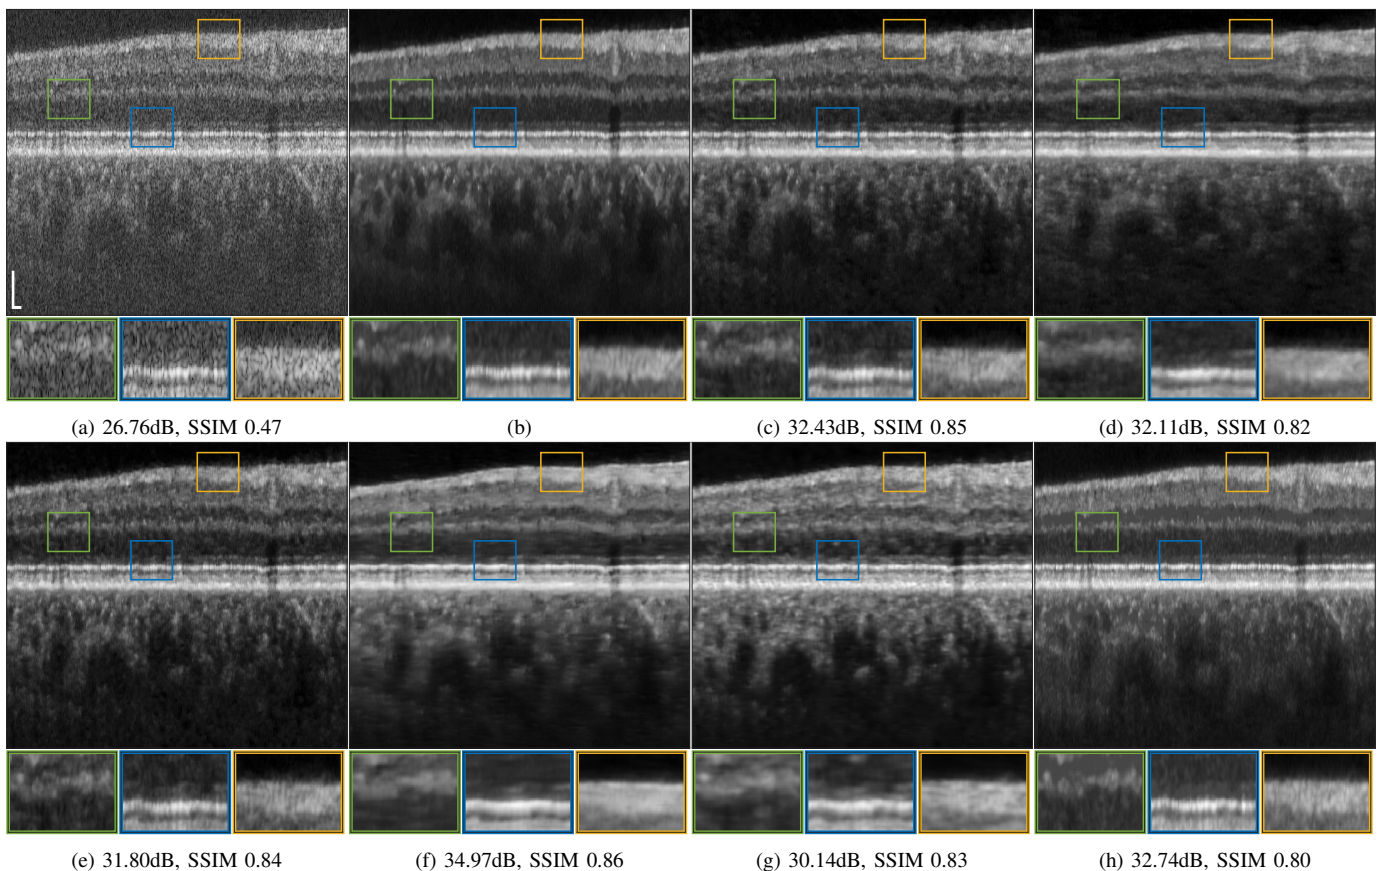 (a) 26.76dB, SSIM 0.47
(b)
(c) 32.43dB, SSIM 0.85
(d) 32.11dB, SSIM 0.82
(e) 31.80dB, SSIM 0.84
(f) 34.97dB, SSIM 0.86
(g) 30.14dB, SSIM 0.83
(h) 32.74dB, SSIM 0.80